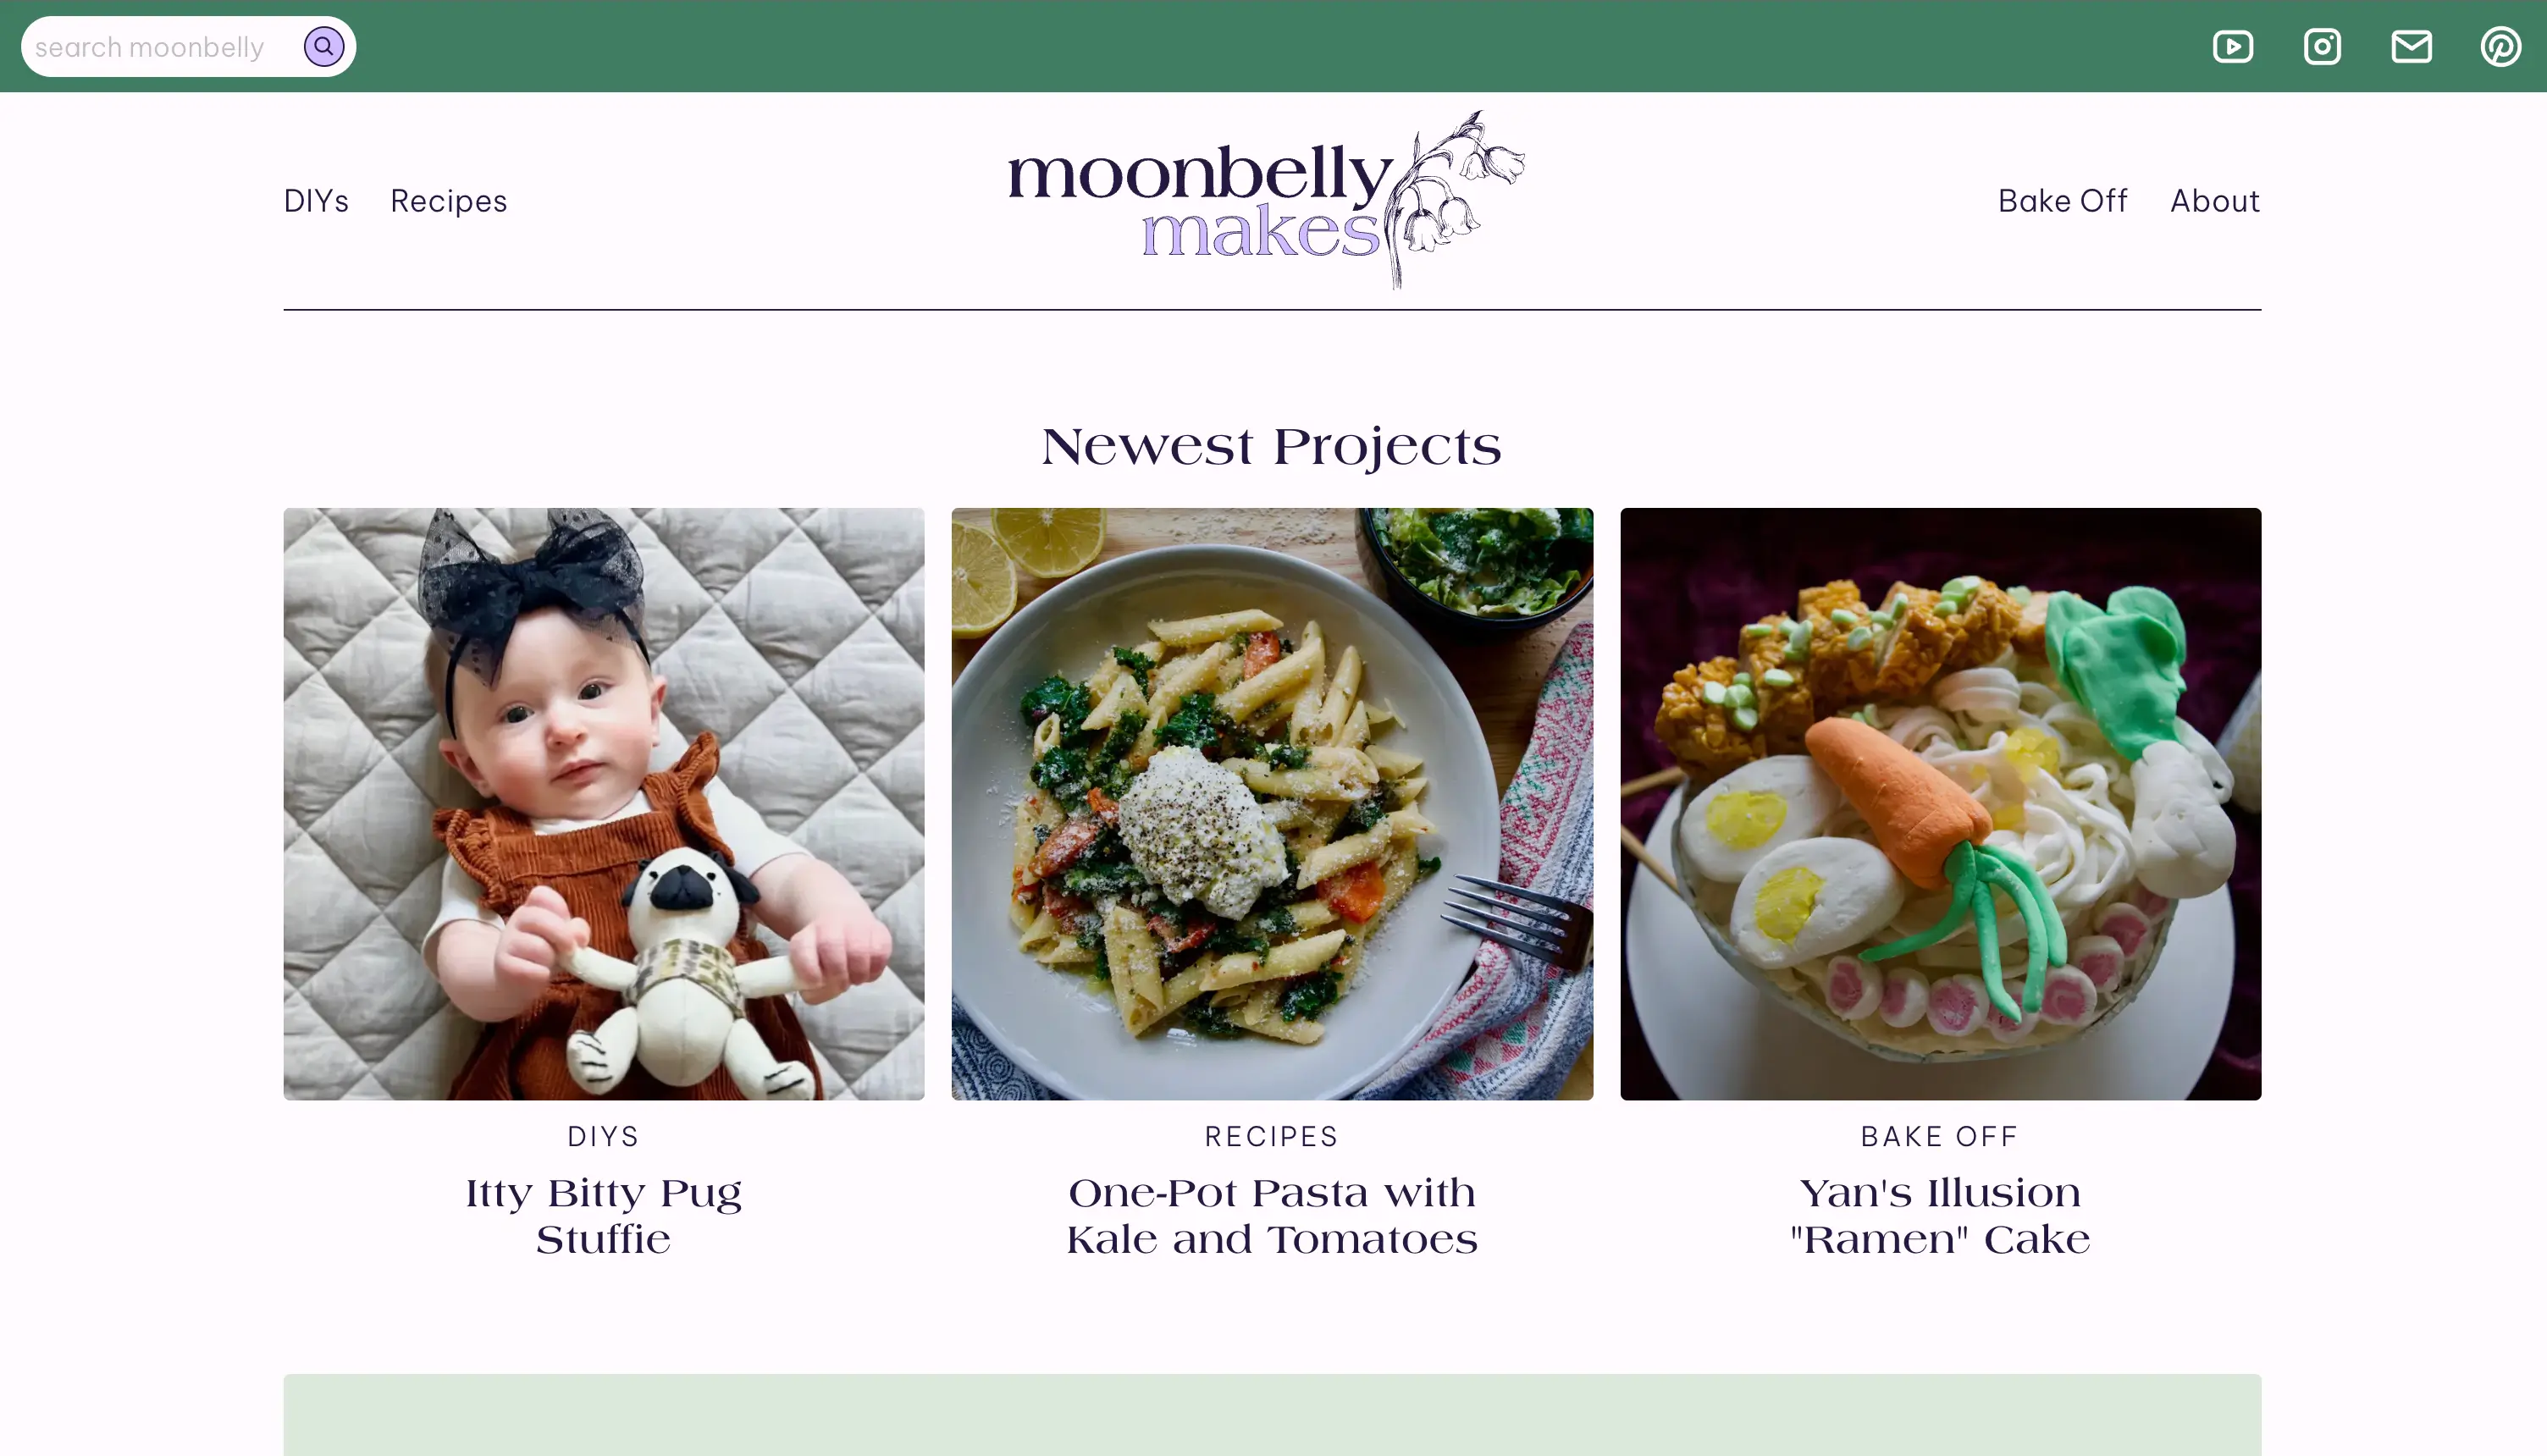 search moonbelly
DIYs Recipes
moonbelly
makes
Bake Off About
Newest Projects
DIYS
Itty Bitty Pug
Stuffie
RECIPES
One-Pot Pasta with
Kale and Tomatoes
BAKE OFF
Yan's Illusion
"Ramen" Cake